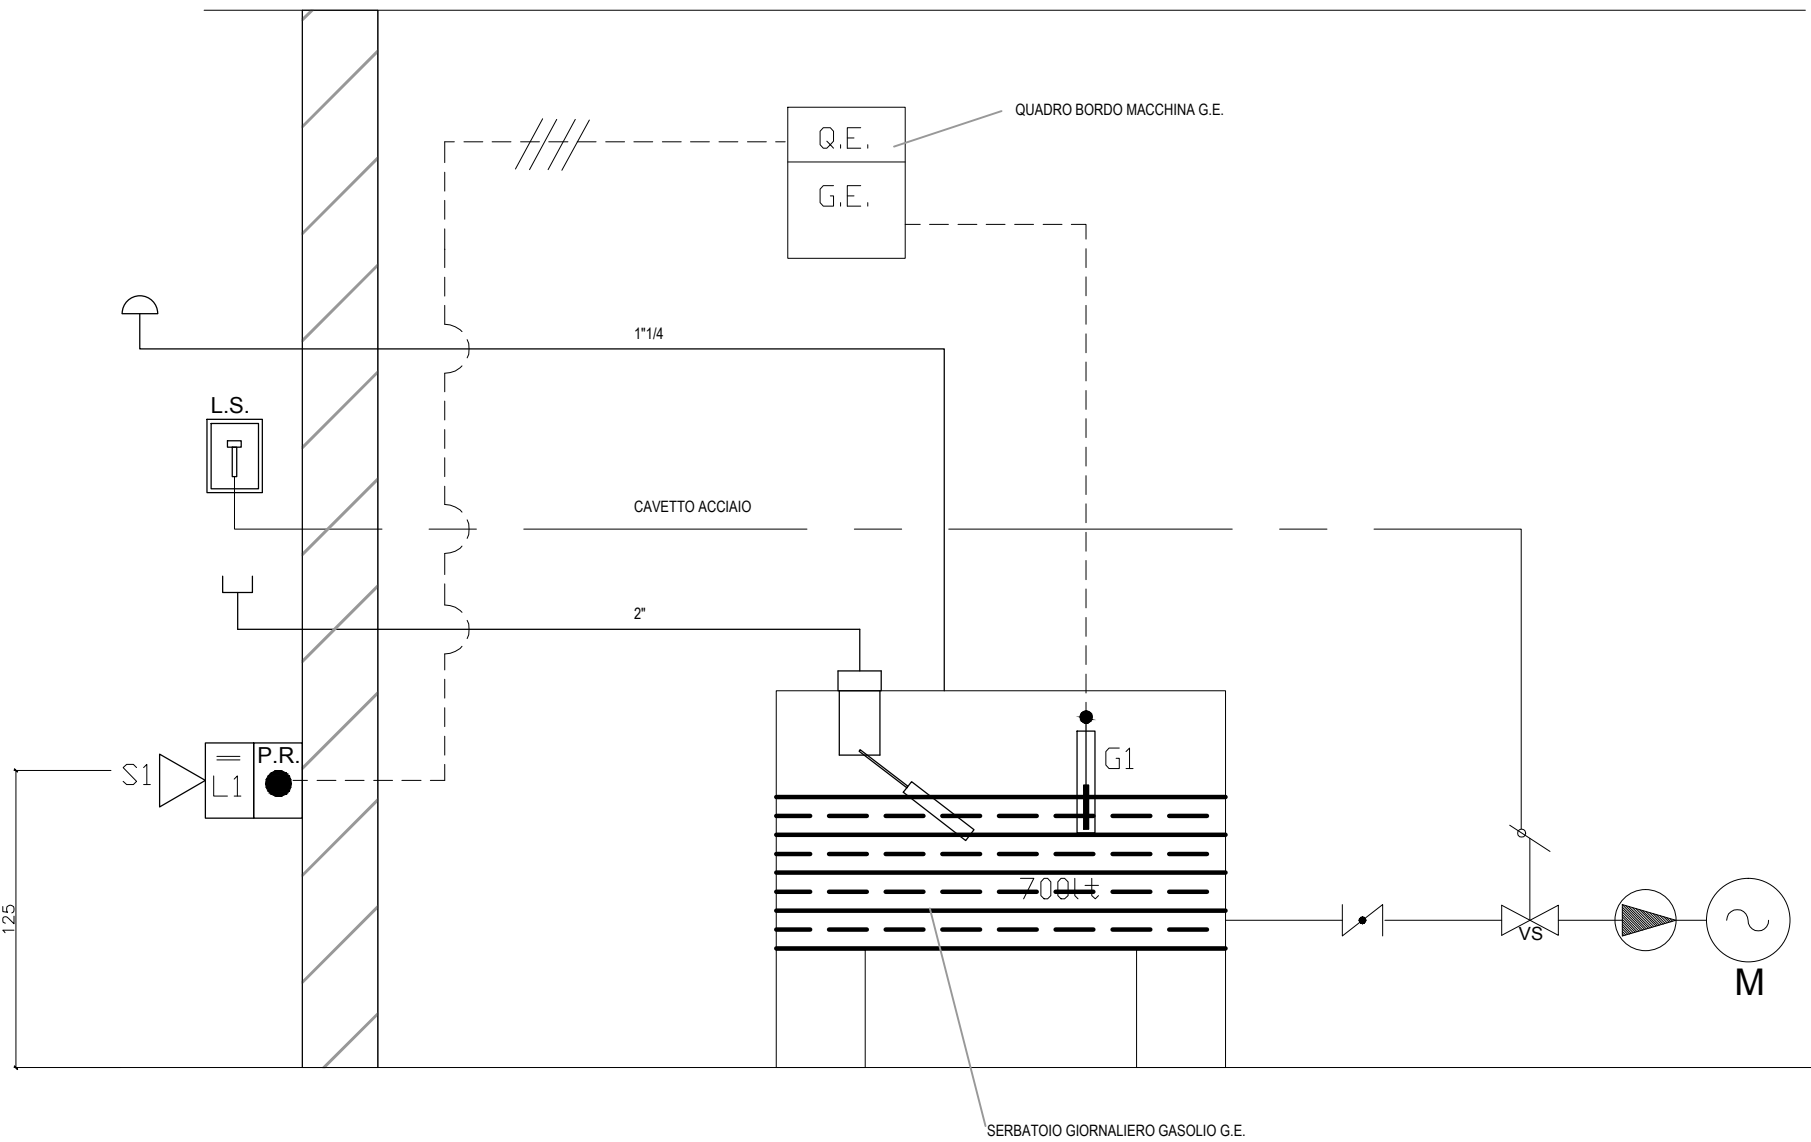 QUADRO BORDO MACCHINA G.E.
Q.E.
G.E.
1"1/4
L.S.
CAVETTO ACCIAIO
2"
P.R.
S1
L1
G1
700lt
125
VS
M
SERBATOIO GIORNALIERO GASOLIO G.E.